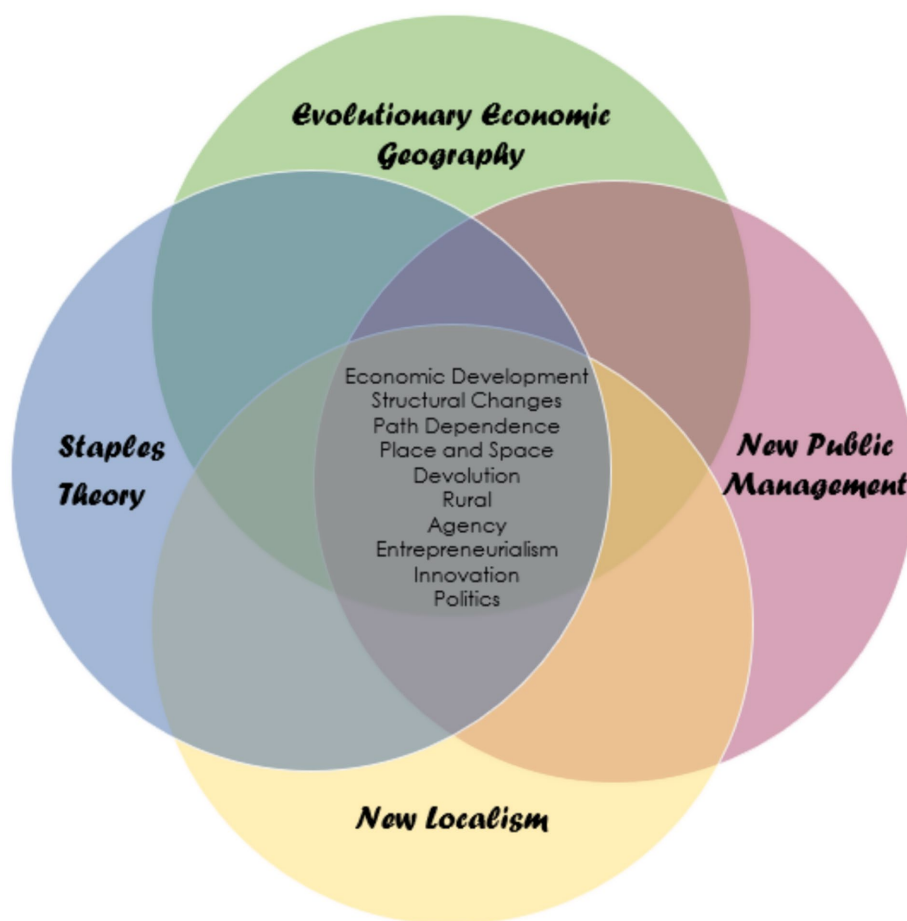 Evolutionary Economic
Geography
Staples
Theory
New Public
Management
Economic Development
Structural Changes
Path Dependence
Place and Space
Devolution
Rural
Agency
Entrepreneurialism
Innovation
Politics
New Localism